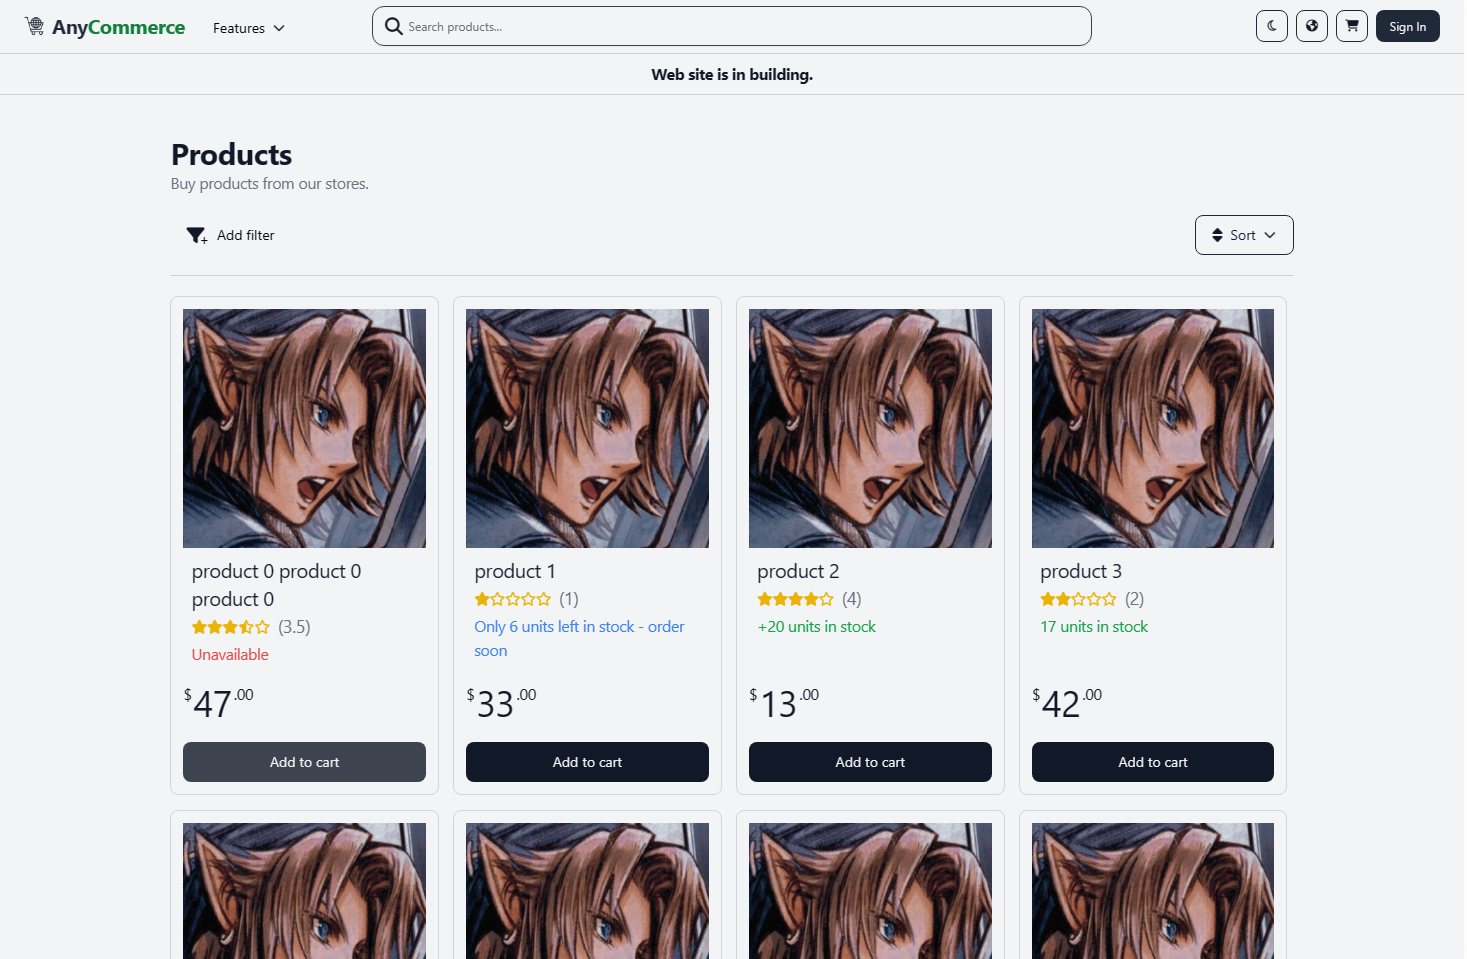 AnyCommerce
Features
Search products...
Sign In
Web site is in building.
Products
Buy products from our stores.
Add filter
Sort
product 0 product 0
product 0
(3.5)
Unavailable
$47.00
Add to cart
product 1
(1)
Only 6 units left in stock - order
soon
$33.00
Add to cart
product 2
(4)
+20 units in stock
$13.00
Add to cart
product 3
(2)
17 units in stock
$42.00
Add to cart